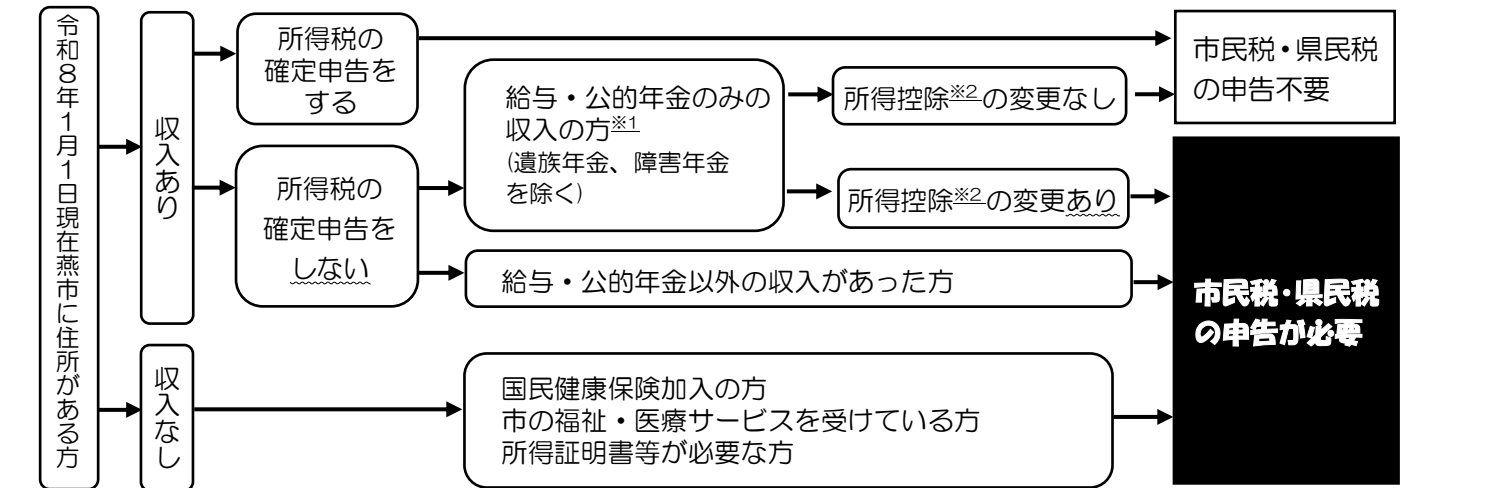 令和８年１月１日現在燕市に住所がある方
収入あり
所得税の
確定申告を
する
所得税の
確定申告を
しない
給与・公的年金のみの
収入の方※1
(遺族年金、障害年金
を除く)
所得控除※2の変更なし
所得控除※2の変更あり
給与・公的年金以外の収入があった方
市民税・県民税
の申告不要
収入なし
国民健康保険加入の方
市の福祉・医療サービスを受けている方
所得証明書等が必要な方
市民税・県民税
の申告が必要